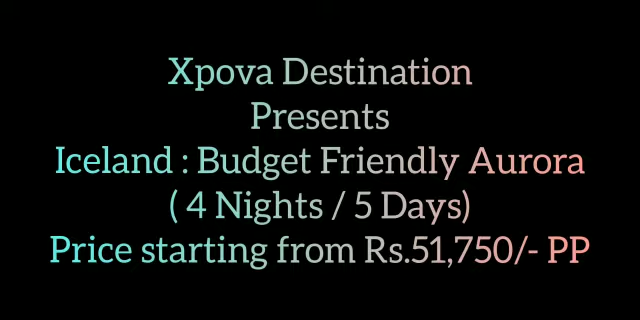 Xpova Destination
Presents
Iceland : Budget Friendly Aurora
( 4 Nights / 5 Days)
Price starting from Rs.51,750/- PP